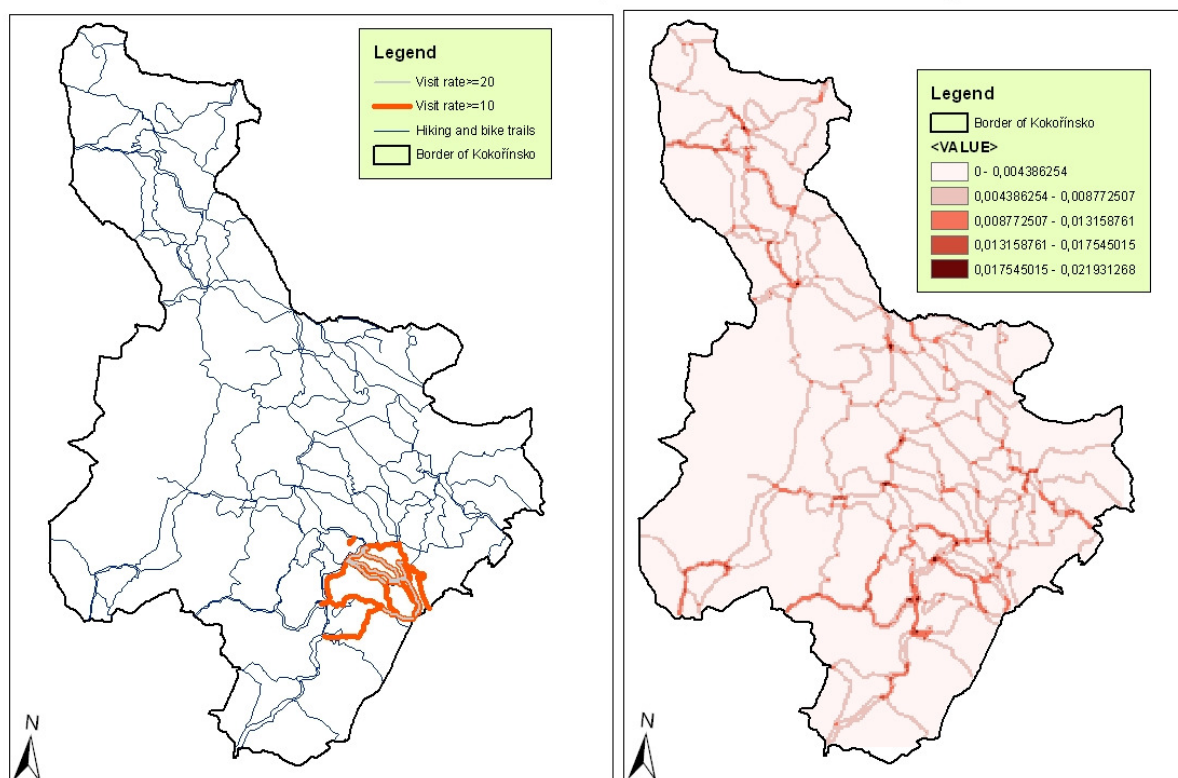 Legend
Visit rate>=20
Visit rate>=10
Hiking and bike trails
Border of Kokořínsko
N
Legend
Border of Kokořínsko
<VALUE>
0 - 0,004386254
0,004386254 - 0,008772507
0,008772507 - 0,013158761
0,013158761 - 0,017545015
0,017545015 - 0,021931268
N